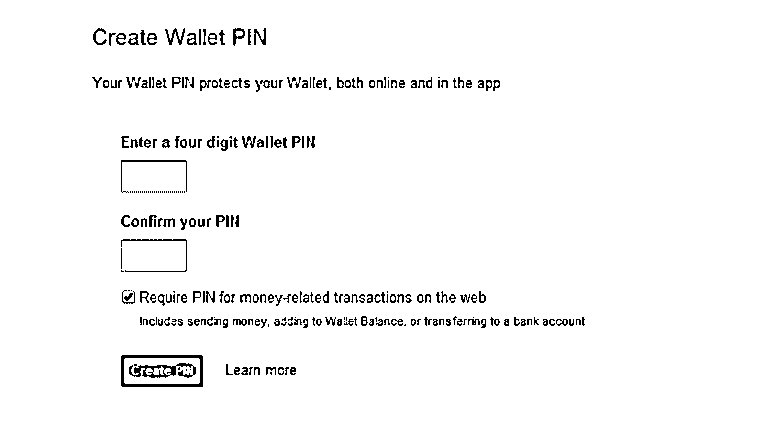 Create Wallet PIN
Your Wallet PIN protects your Wallet, both online and in the app
Enter a four digit Wallet PIN
Confirm your PIN
Require PIN for money-related transactions on the web
Includes sending money, adding to Wallet Balance, or transferring to a bank account
Create PIN Learn more